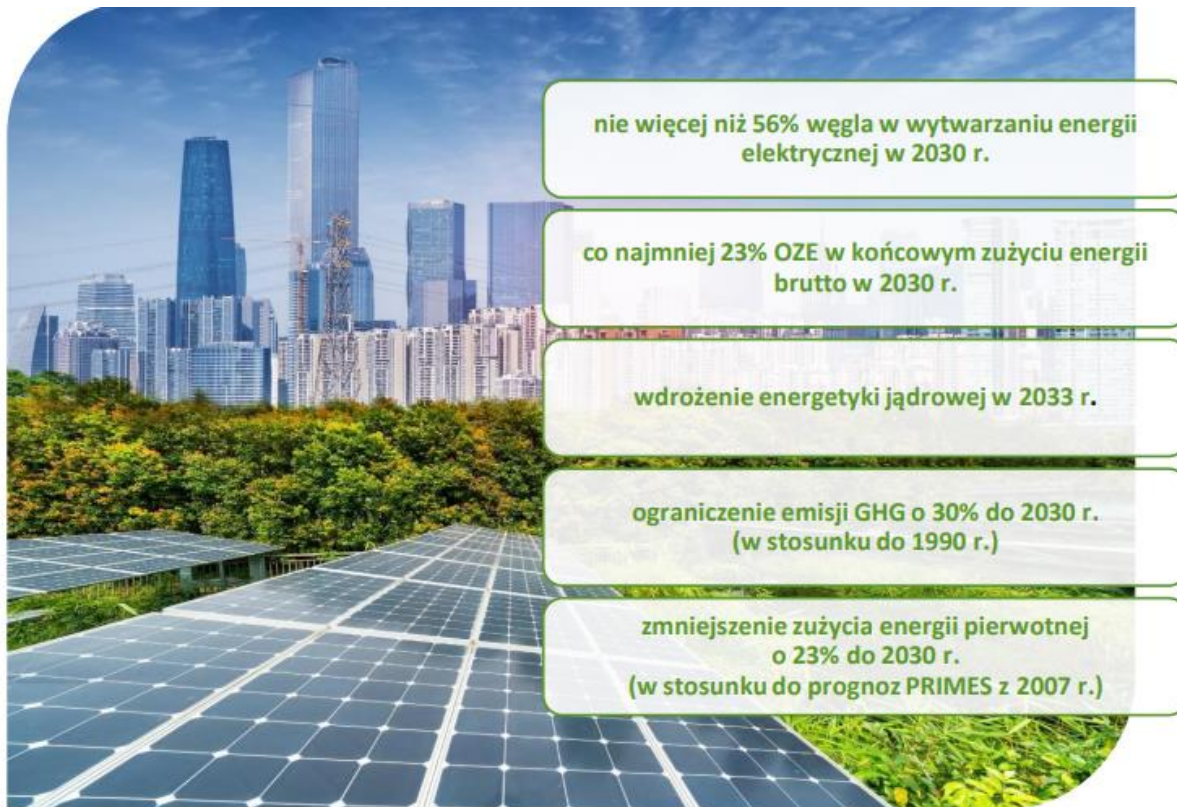 nie więcej niż 56% węgla w wytwarzaniu energii
elektrycznej w 2030 r.
co najmniej 23% OZE w końcowym zużyciu energii
brutto w 2030 r.
wdrożenie energetyki jądrowej w 2033 r.
ograniczenie emisji GHG o 30% do 2030 r.
(w stosunku do 1990 r.)
zmniejszenie zużycia energii pierwotnej
o 23% do 2030 r.
(w stosunku do prognoz PRIMES z 2007 r.)